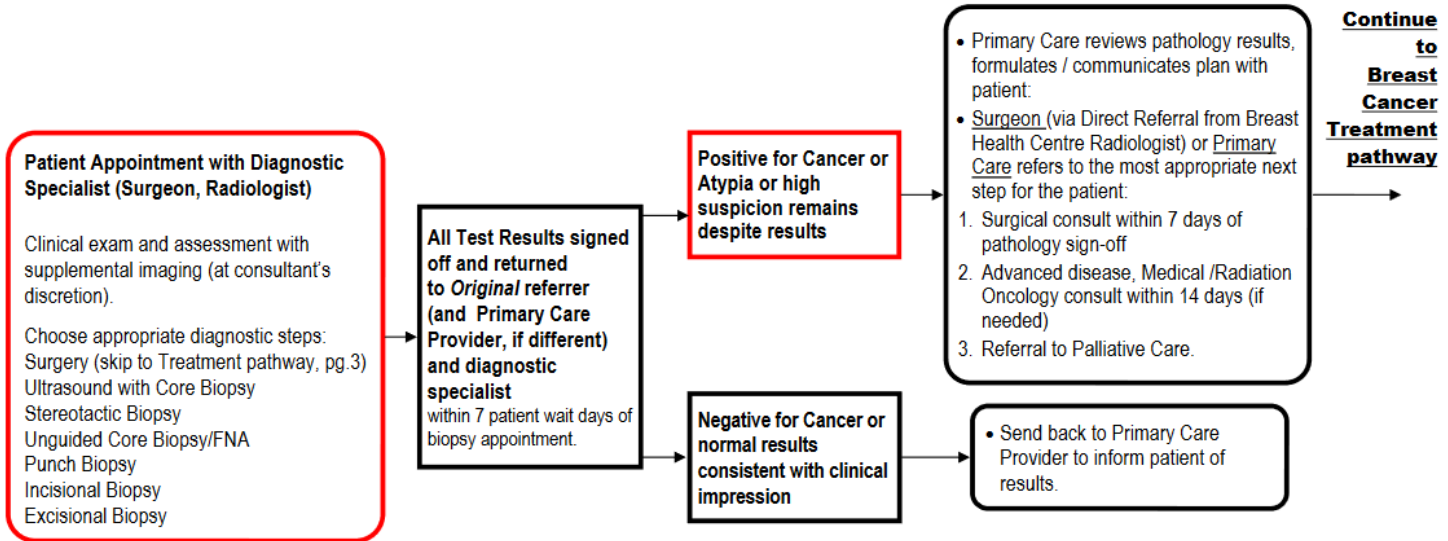 Patient Appointment with Diagnostic
Specialist (Surgeon, Radiologist)
Clinical exam and assessment with
supplemental imaging (at consultant's
discretion).
Choose appropriate diagnostic steps:
Surgery (skip to Treatment pathway, pg.3)
Ultrasound with Core Biopsy
Stereotactic Biopsy
Unguided Core Biopsy/FNA
Punch Biopsy
Incisional Biopsy
Excisional Biopsy
All Test Results signed
off and returned
to Original referrer
(and Primary Care
Provider, if different)
and diagnostic
specialist
within 7 patient wait days of
biopsy appointment.
Positive for Cancer or
Atypia or high
suspicion remains
despite results
• Primary Care reviews pathology results,
formulates / communicates plan with
patient:
• Surgeon (via Direct Referral from Breast
Health Centre Radiologist) or Primary
Care refers to the most appropriate next
step for the patient:
1. Surgical consult within 7 days of
pathology sign-off
2. Advanced disease, Medical /Radiation
Oncology consult within 14 days (if
needed)
3. Referral to Palliative Care.
Continue
to
Breast
Cancer
Treatment
pathway
Negative for Cancer or
normal results
consistent with clinical
impression
• Send back to Primary Care
Provider to inform patient of
results.